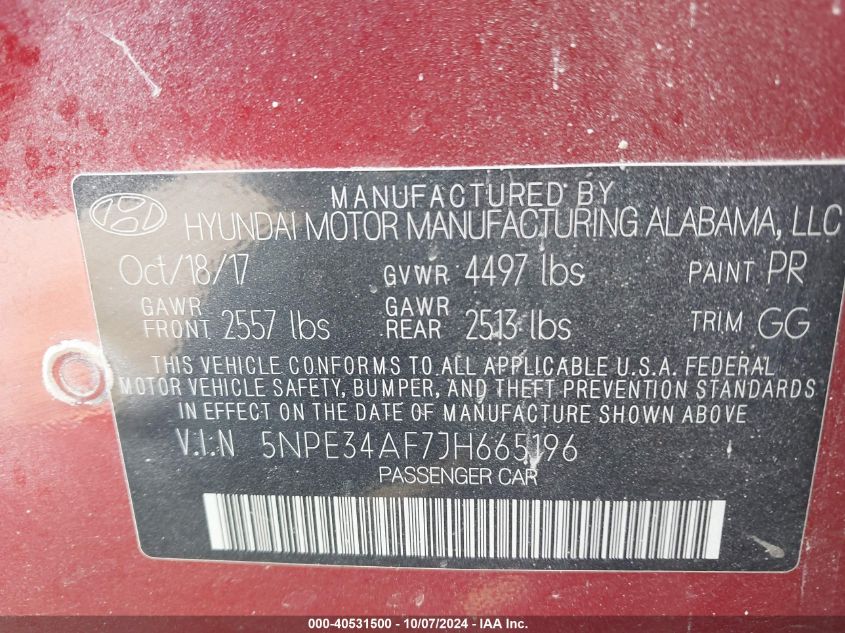 MANUFACTURED BY
HYUNDAI MOTOR MANUFACTURING ALABAMA, LLC
Oct/18/17 GVWR 4497 lbs PAINT PR
GAWR FRONT 2557 lbs GAWR REAR 2513 lbs TRIM GG
THIS VEHICLE CONFORMS TO ALL APPLICABLE U.S.A. FEDERAL
MOTOR VEHICLE SAFETY, BUMPER, AND THEFT PREVENTION STANDARDS
IN EFFECT ON THE DATE OF MANUFACTURE SHOWN ABOVE
V.I.N 5NPE34AF7JH665196
PASSENGER CAR
000-40531500 / 10/07/2024 - IAA Inc.